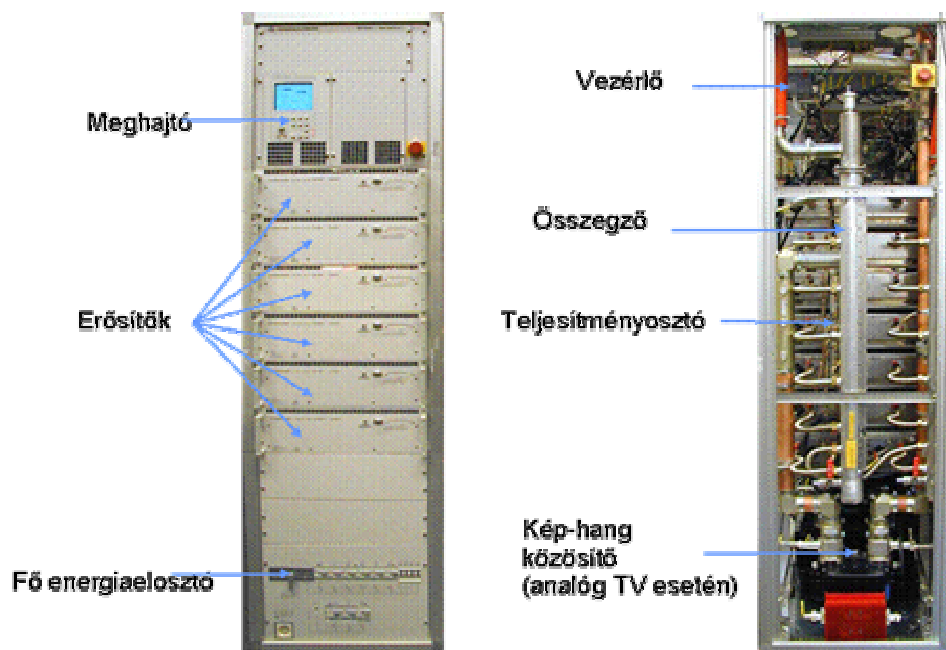 Meghajtó
Erősítők
Fő energiaelosztó
Vezérlő
Összegző
Teljesítményosztó
Kép-hang
közösítő
(analóg TV esetén)